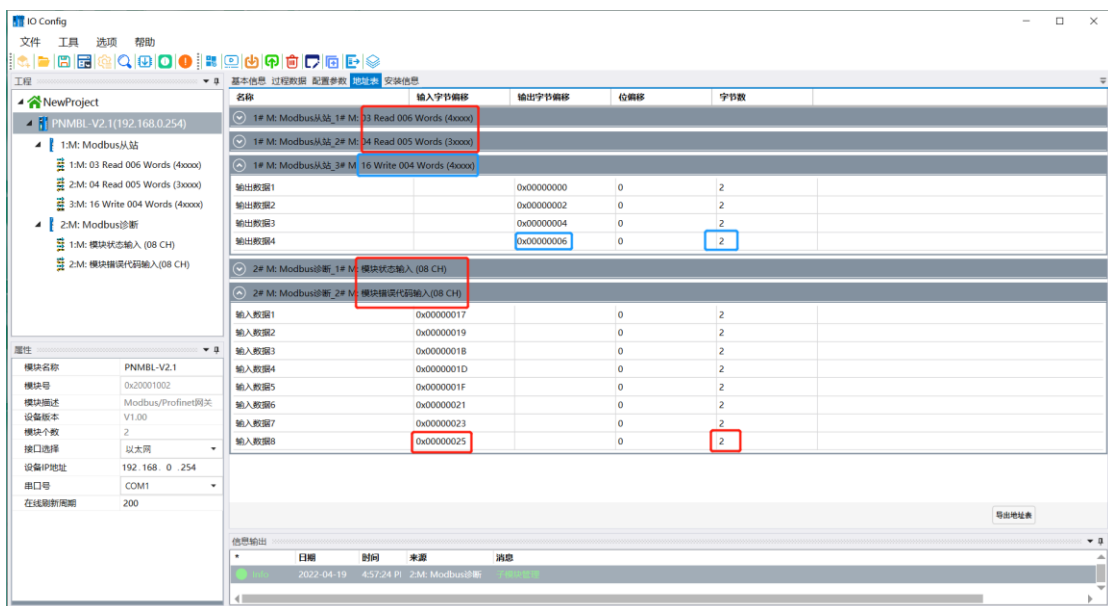 IO Config
文件 工具 选项 帮助
工程
NewProject
PNMBL-V2.1(192.168.0.254)
1:M: Modbus从站
1:M: 03 Read 006 Words (4xxxx)
2:M: 04 Read 005 Words (3xxxx)
3:M: 16 Write 004 Words (4xxxx)
2:M: Modbus诊断
1:M: 模块状态输入 (08 CH)
2:M: 模块错误代码输入(08 CH)
属性
模块名称 PNMBL-V2.1
模块号 0x20001002
模块描述 Modbus/Profinet网关
设备版本 V1.00
模块个数 2
接口选择 以太网
设备IP地址 192.168. 0 .254
串口号 COM1
在线刷新周期 200
基本信息 过程数据 配置参数 地址表 安装信息
名称 输入字节偏移 输出字节偏移 位偏移 字节数
1# M: Modbus从站_1# M: 03 Read 006 Words (4xxxx)
1# M: Modbus从站_2# M: 04 Read 005 Words (3xxxx)
1# M: Modbus从站_3# M: 16 Write 004 Words (4xxxx)
输出数据1 0x00000000 0 2
输出数据2 0x00000002 0 2
输出数据3 0x00000004 0 2
输出数据4 0x00000006 0 2
2# M: Modbus诊断_1# M: 模块状态输入 (08 CH)
2# M: Modbus诊断_2# M: 模块错误代码输入(08 CH)
输入数据1 0x00000017 0 2
输入数据2 0x00000019 0 2
输入数据3 0x0000001B 0 2
输入数据4 0x0000001D 0 2
输入数据5 0x0000001F 0 2
输入数据6 0x00000021 0 2
输入数据7 0x00000023 0 2
输入数据8 0x00000025 0 2
导出地址表
信息输出
* 日期 时间 来源 消息
Info 2022-04-19 4:57:24 PI 2:M: Modbus诊断 子模块管理